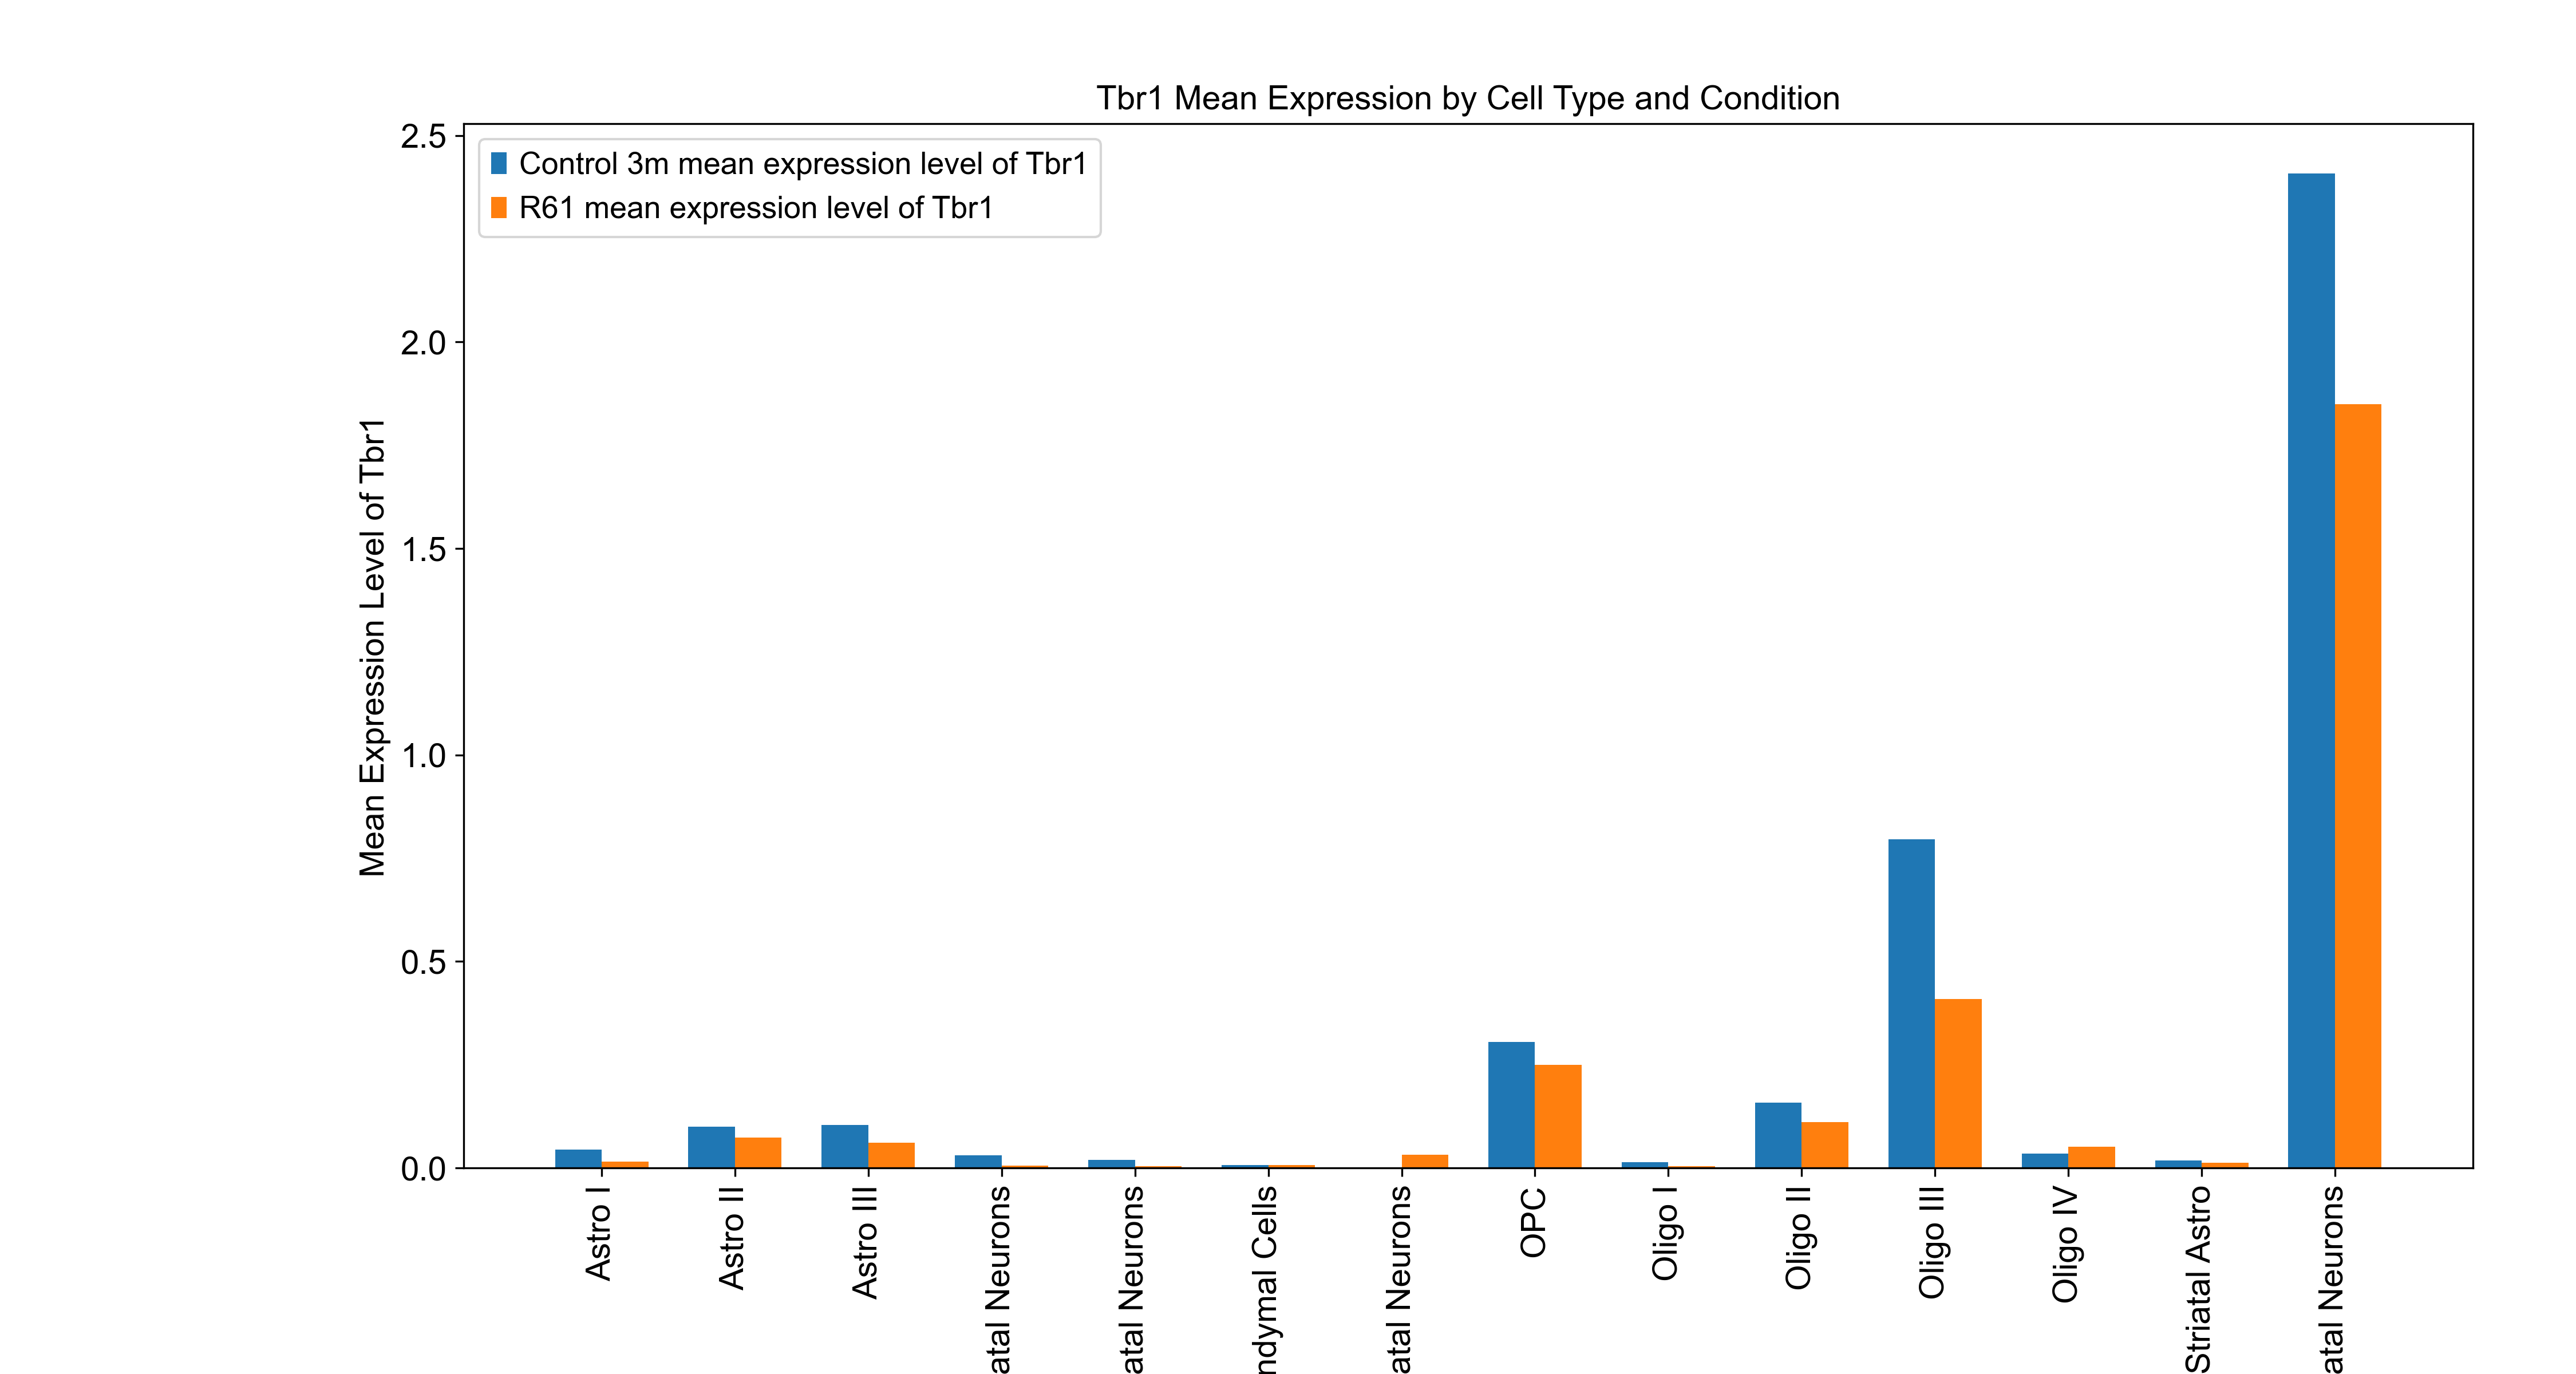 Tbr1 Mean Expression by Cell Type and Condition
Control 3m mean expression level of Tbr1
R61 mean expression level of Tbr1
Mean Expression Level of Tbr1
2.5
2.0
1.5
1.0
0.5
0.0
Astro I
Astro II
Astro III
atal Neurons
atal Neurons
ndymal Cells
atal Neurons
OPC
Oligo I
Oligo II
Oligo III
Oligo IV
Striatal Astro
atal Neurons